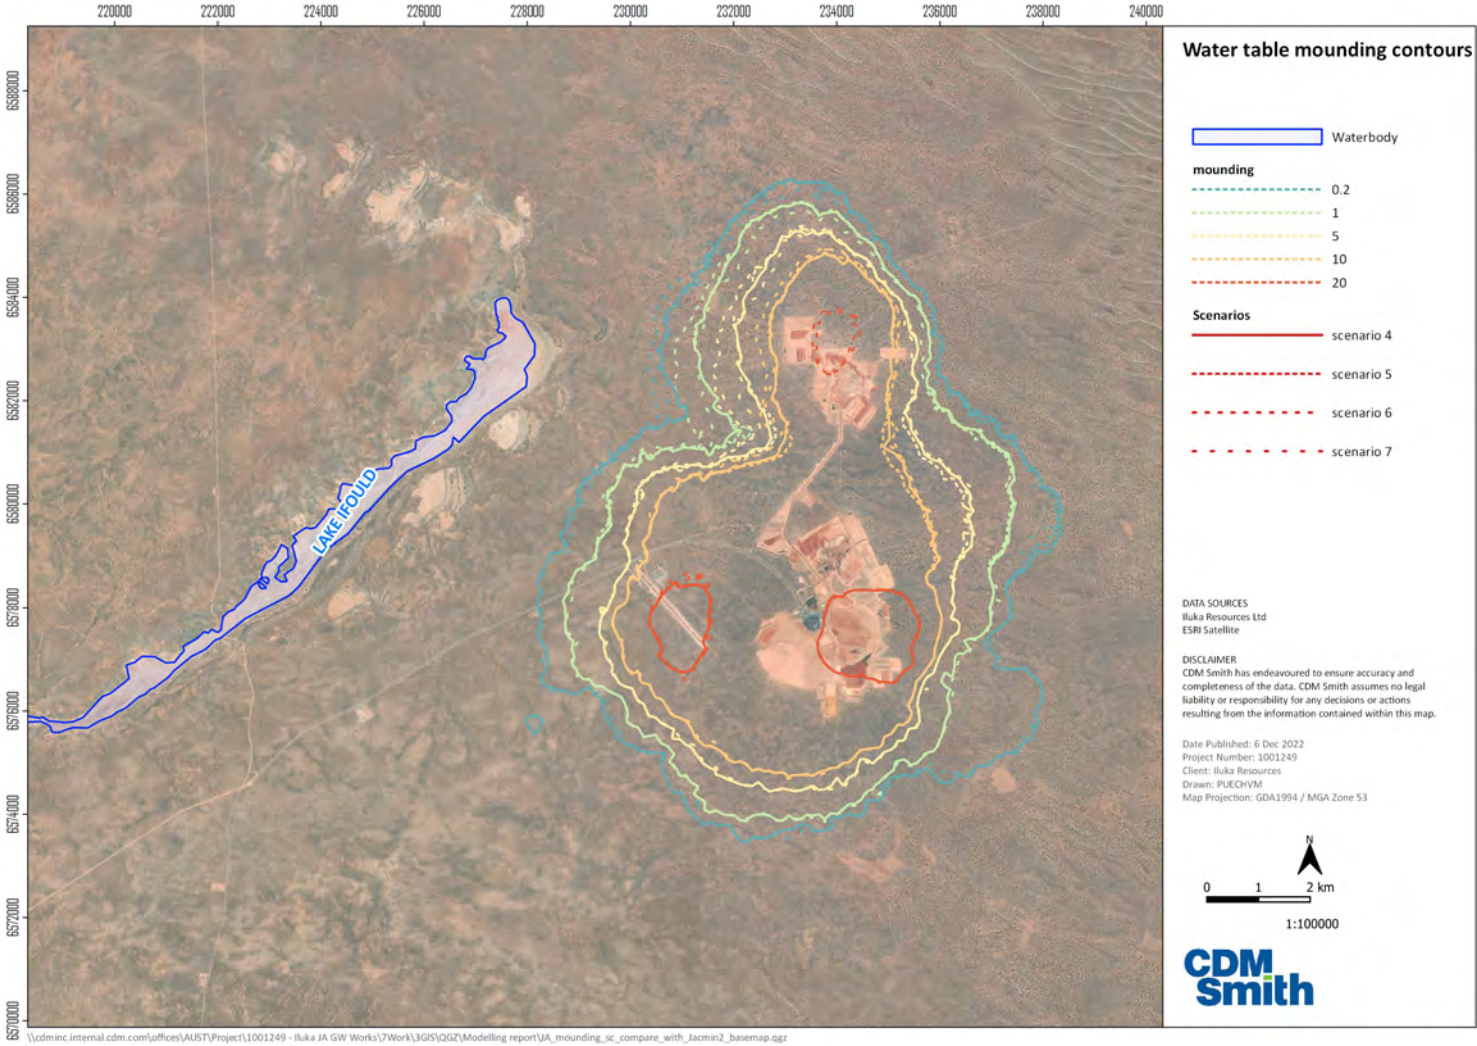 220000 222000 224000 226000 228000 230000 232000 234000 236000 238000 240000
6588000
6586000
6584000
6582000
6580000
6578000
6576000
6574000
6572000
6570000
LAKE IFOULD
Water table mounding contours
Waterbody
mounding
0.2
1
5
10
20
Scenarios
scenario 4
scenario 5
scenario 6
scenario 7
DATA SOURCES
Iluka Resources Ltd
ESRI Satellite
DISCLAIMER
CDM Smith has endeavoured to ensure accuracy and
completeness of the data. CDM Smith assumes no legal
liability or responsibility for any decisions or actions
resulting from the information contained within this map.
Date Published: 6 Dec 2022
Project Number: 1001249
Client: Iluka Resources
Drawn: PUECHVM
Map Projection: GDA1994 / MGA Zone 53
N
0 1 2 km
1:100000
CDM
Smith
\\cdminc.internal.cdm.com\offices\AUST\Project\1001249 - Iluka JA GW Works\7Work\3GIS\QGZ\Modelling report\JA_mounding_sc_compare_with_Jacmin2_basemap.qgz